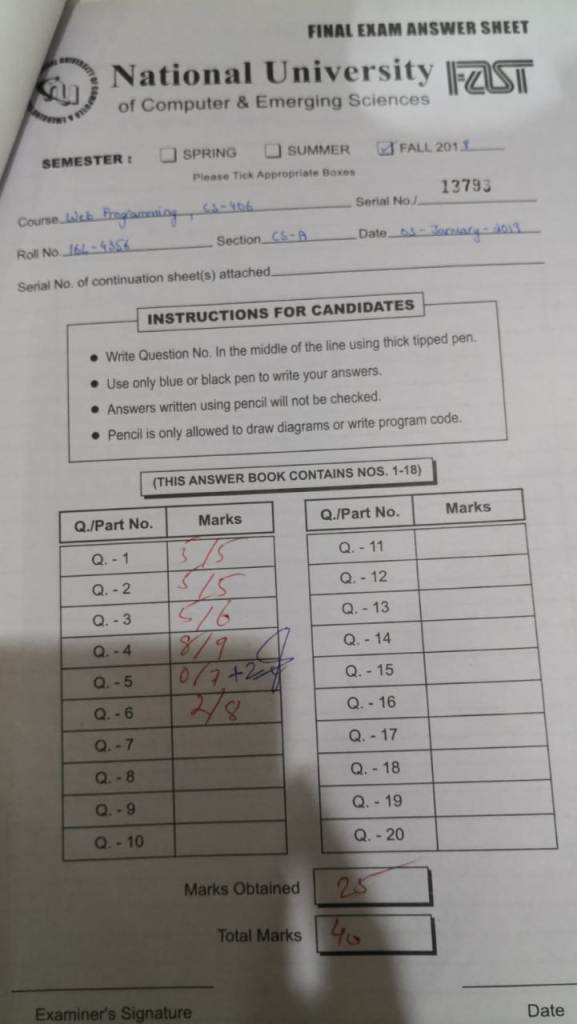 FINAL EXAM ANSWER SHEET
National University FAST
of Computer & Emerging Sciences
SEMESTER : SPRING SUMMER FALL 2018
Please Tick Appropriate Boxes
13793
Course Web Programming, CS-406 Serial No./
Roll No. 16L-4356 Section CS-A Date 03-January-2019
Serial No. of continuation sheet(s) attached
INSTRUCTIONS FOR CANDIDATES
• Write Question No. In the middle of the line using thick tipped pen.
• Use only blue or black pen to write your answers.
• Answers written using pencil will not be checked.
• Pencil is only allowed to draw diagrams or write program code.
(THIS ANSWER BOOK CONTAINS NOS. 1-18)
Q./Part No. Marks Q./Part No. Marks
Q. - 1 5/5 Q. - 11
Q. - 2 5/5 Q. - 12
Q. - 3 5/6 Q. - 13
Q. - 4 8/9 Q. - 14
Q. - 5 0/7 +2 Q. - 15
Q. - 6 2/8 Q. - 16
Q. - 7 Q. - 17
Q. - 8 Q. - 18
Q. - 9 Q. - 19
Q. - 10 Q. - 20
Marks Obtained 25
Total Marks 40
Examiner's Signature Date